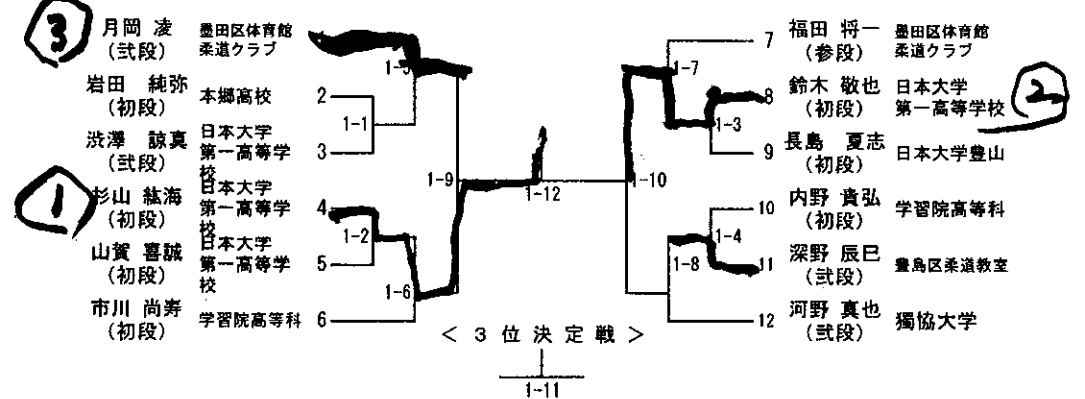 ③ 月岡 凌 墨田区体育館
(弐段) 柔道クラブ
1-5
岩田 純弥 本郷高校 2
(初段)
1-1
渋澤 諒真 日本大学
(弐段) 第一高等学
校 3
① 杉山 紘海 日本大学
(初段) 第一高等学
校 4
1-2
山賀 喜誠 日本大学
(初段) 第一高等学
校 5
1-6
市川 尚寿 学習院高等科 6
(初段)
1-9
1-12
1-10
7 福田 将一 墨田区体育館
(参段) 柔道クラブ
1-7
8 鈴木 敬也 日本大学
(初段) 第一高等学校 ②
1-3
9 長島 夏志 日本大学豊山
(初段)
10 内野 貴弘 学習院高等科
(初段)
1-4
11 深野 辰巳 豊島区柔道教室
(弐段)
1-8
12 河野 真也 獨協大学
(弐段)
< 3 位 決 定 戦 >
1-11